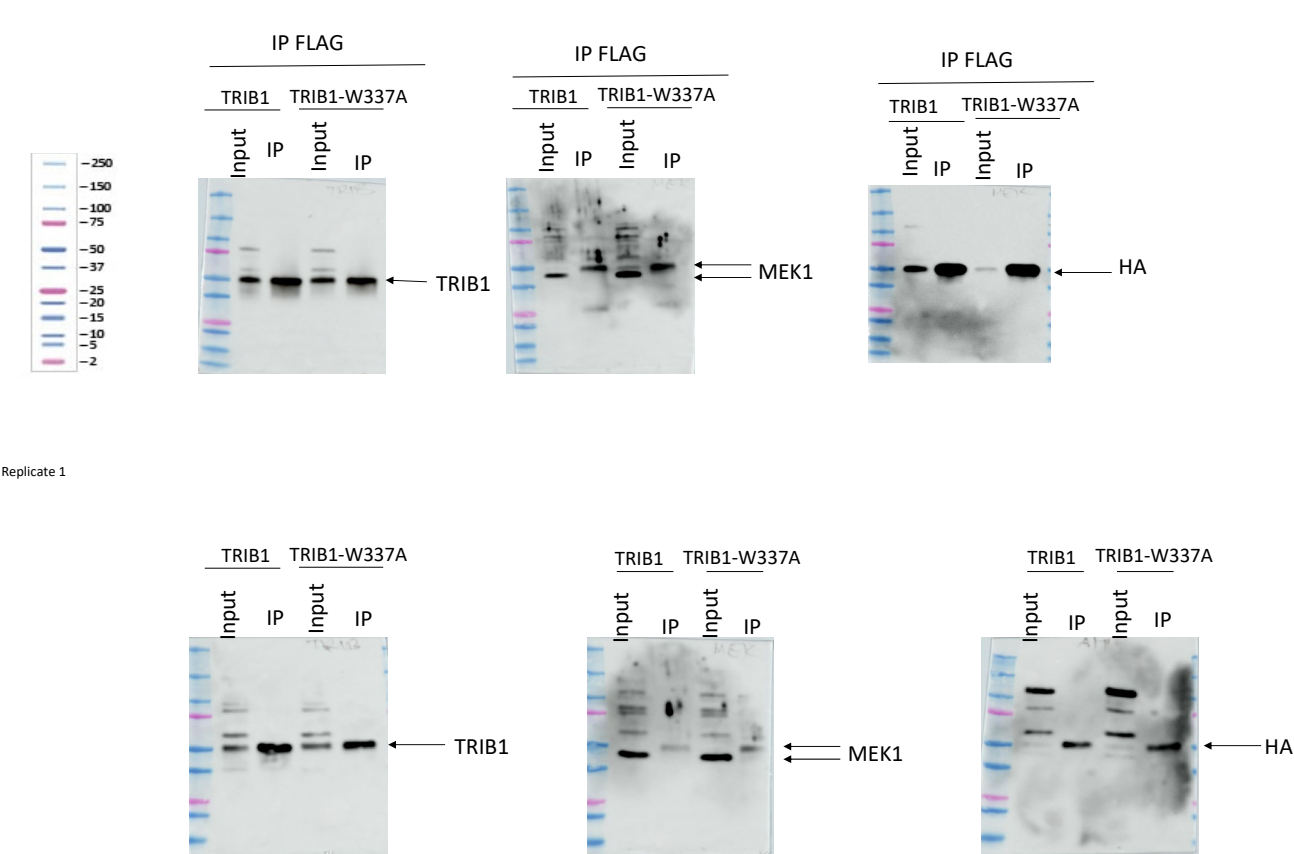 IP FLAG
TRIB1 TRIB1-W337A
Input IP Input IP
TRIB1
IP FLAG
TRIB1 TRIB1-W337A
Input IP Input IP
MEK1
IP FLAG
TRIB1 TRIB1-W337A
Input IP Input IP
HA
–250
–150
–100
–75
–50
–37
–25
–20
–15
–10
–5
–2
Replicate 1
TRIB1 TRIB1-W337A
Input IP Input IP
TRIB1
TRIB1 TRIB1-W337A
Input IP Input IP
MEK
MEK1
TRIB1 TRIB1-W337A
Input IP Input IP
HA